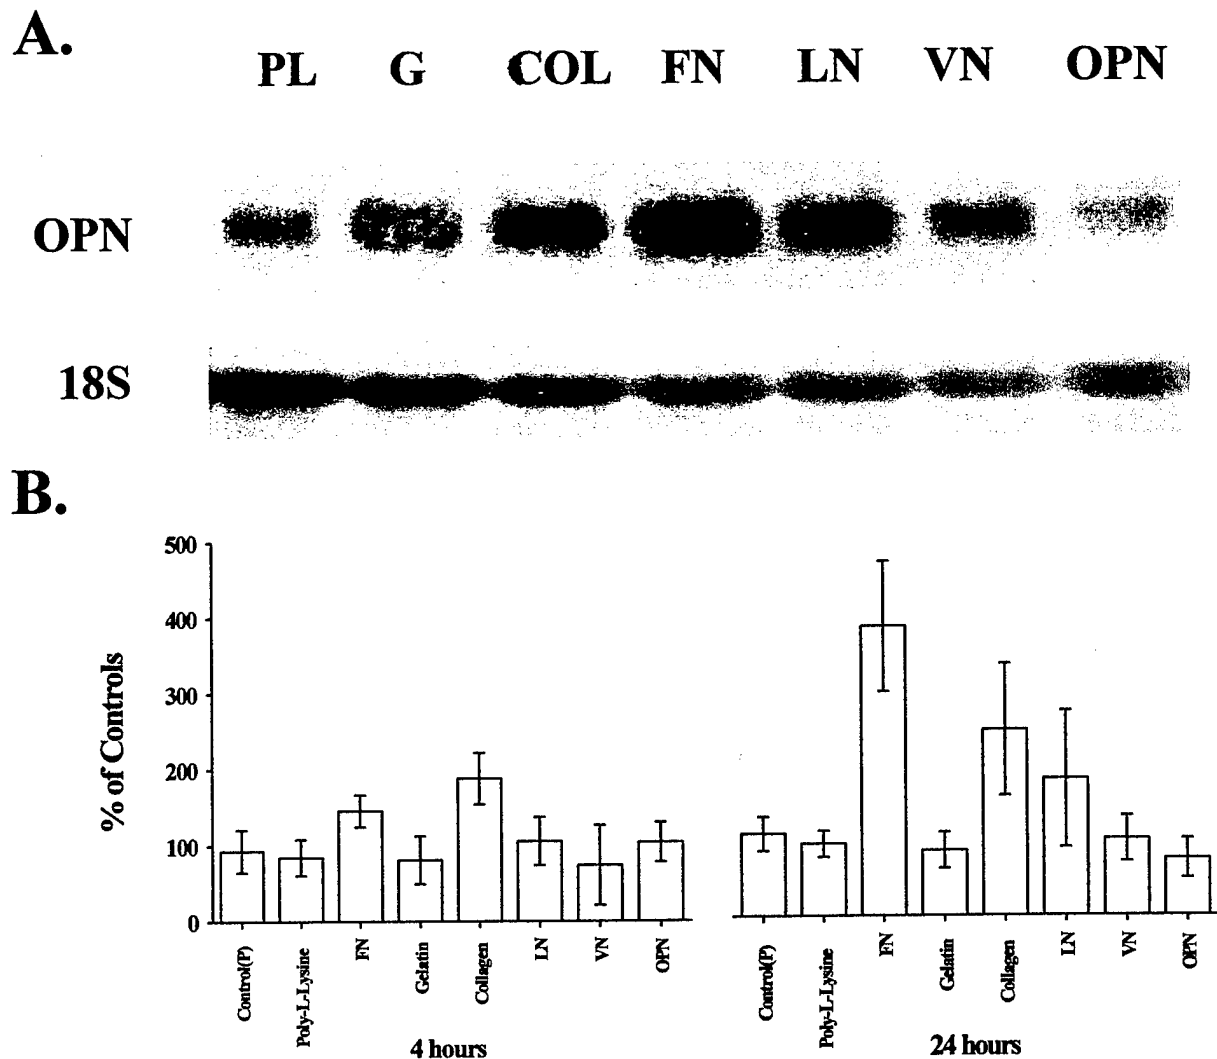 A.
PL G COL FN LN VN OPN
OPN
18S
B.
500
400
300
200
100
0
% of Controls
Control(P) Poly-L-Lysine FN Gelatin Collagen LN VN OPN
Control(P) Poly-L-Lysine FN Gelatin Collagen LN VN OPN
4 hours
24 hours